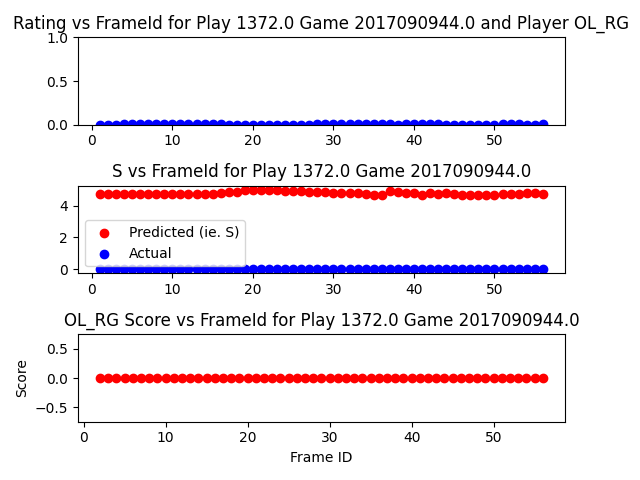 Rating vs FrameId for Play 1372.0 Game 2017090944.0 and Player OL_RG
1.0
0.5
0.0
0 10 20 30 40 50
S vs FrameId for Play 1372.0 Game 2017090944.0
4
2
0
Predicted (ie. S)
Actual
0 10 20 30 40 50
OL_RG Score vs FrameId for Play 1372.0 Game 2017090944.0
Score
0.5
0.0
−0.5
0 10 20 30 40 50
Frame ID